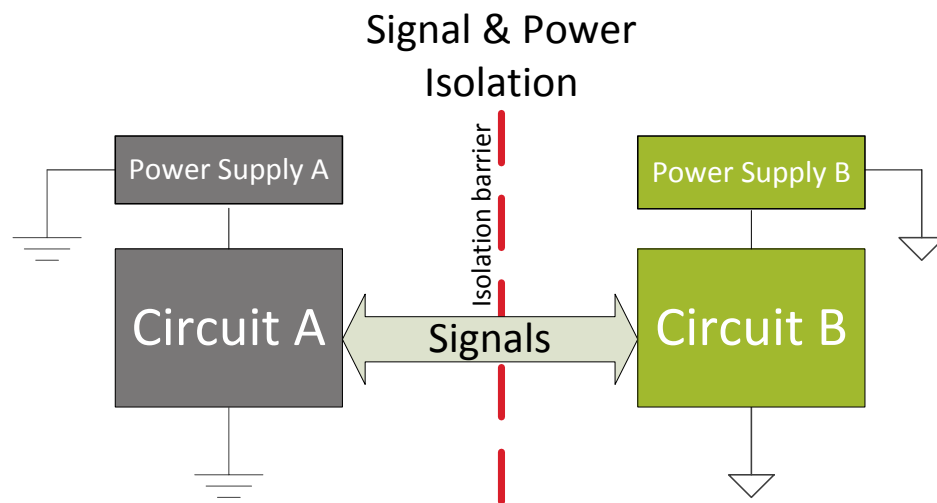 Signal & Power
Isolation
Isolation barrier
Power Supply A
Power Supply B
Circuit A
Signals
Circuit B